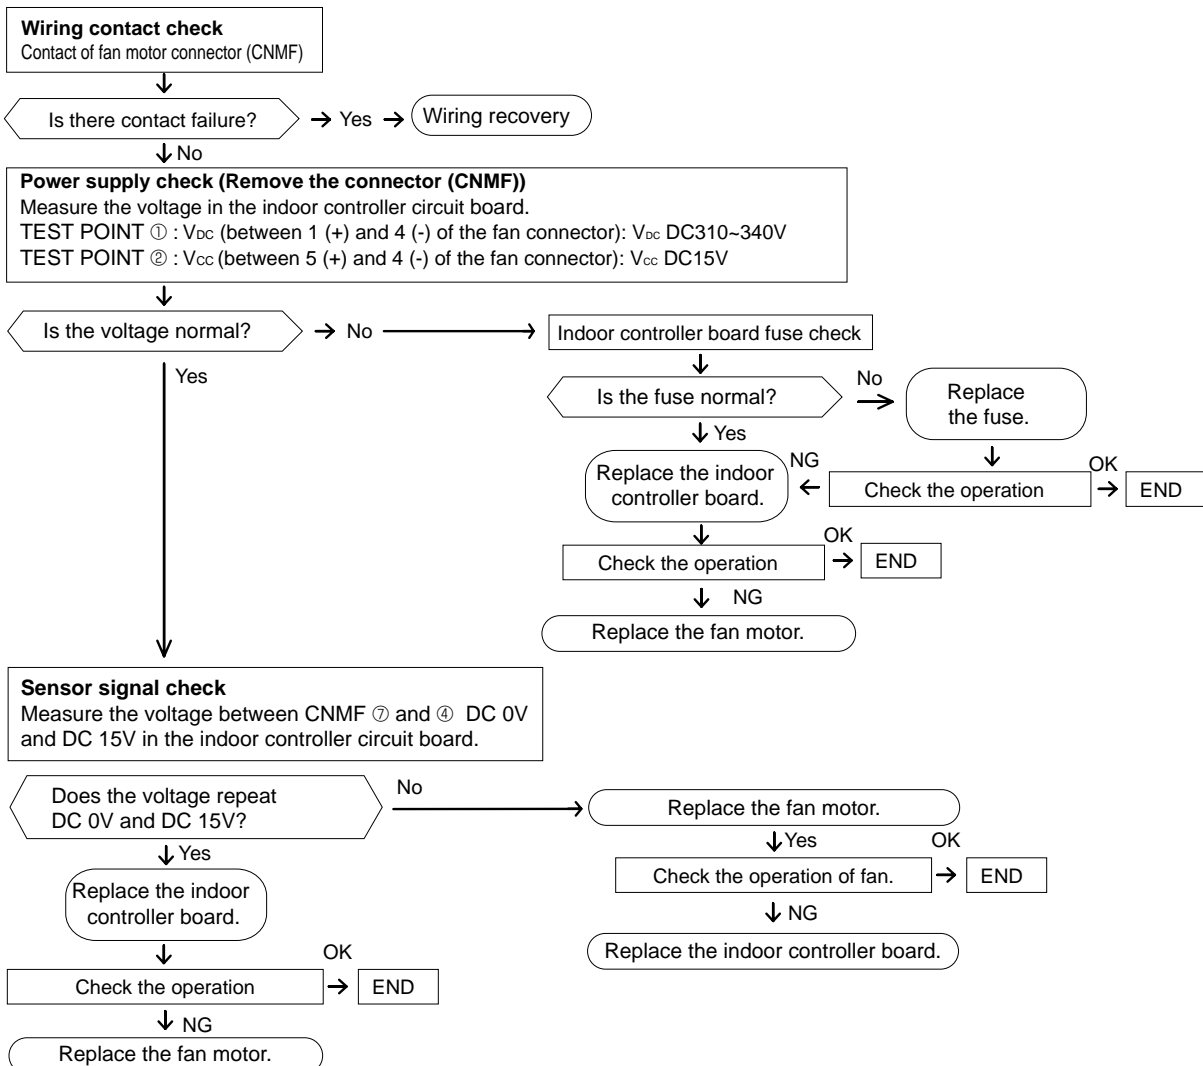 Wiring contact check
Contact of fan motor connector (CNMF)
Is there contact failure?
Yes
Wiring recovery
No
Power supply check (Remove the connector (CNMF))
Measure the voltage in the indoor controller circuit board.
TEST POINT ① : VDC (between 1 (+) and 4 (-) of the fan connector): VDC DC310~340V
TEST POINT ② : VCC (between 5 (+) and 4 (-) of the fan connector): VCC DC15V
Is the voltage normal?
No
Indoor controller board fuse check
Yes
Is the fuse normal?
No
Replace
the fuse.
Yes
Replace the indoor
controller board.
NG
Check the operation
OK
END
Check the operation
OK
END
NG
Replace the fan motor.
Sensor signal check
Measure the voltage between CNMF ⑦ and ④ DC 0V
and DC 15V in the indoor controller circuit board.
Does the voltage repeat
DC 0V and DC 15V?
No
Replace the fan motor.
Yes
Check the operation of fan.
OK
END
NG
Replace the indoor controller board.
Yes
Replace the indoor
controller board.
Check the operation
OK
END
NG
Replace the fan motor.